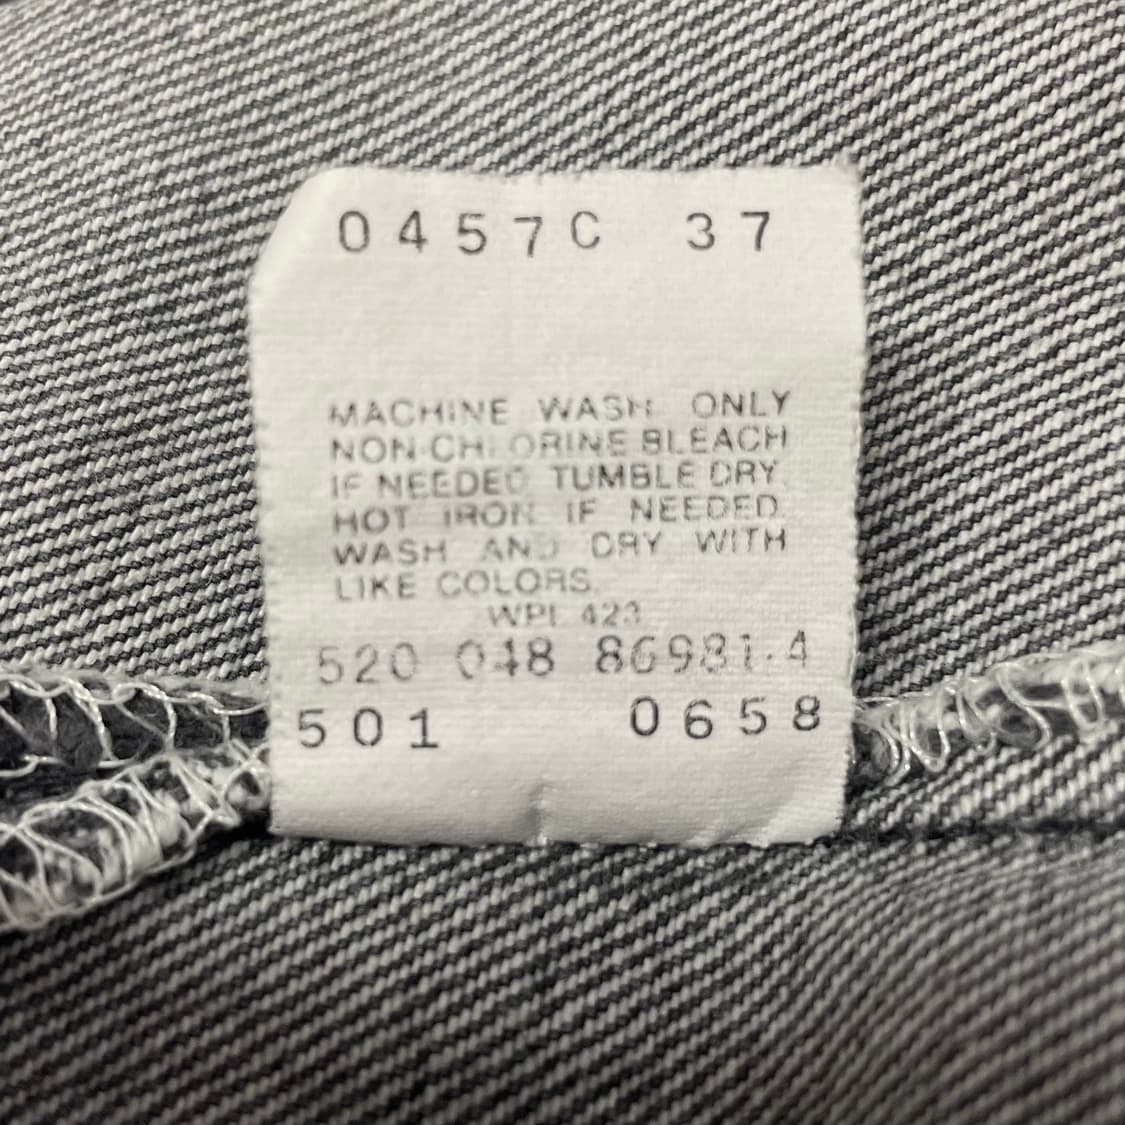 0457C 37
MACHINE WASH ONLY
NON-CHLORINE BLEACH
IF NEEDED TUMBLE DRY.
HOT IRON IF NEEDED.
WASH AND DRY WITH
LIKE COLORS.
WPL 423
520 048 86981-4
501 0658